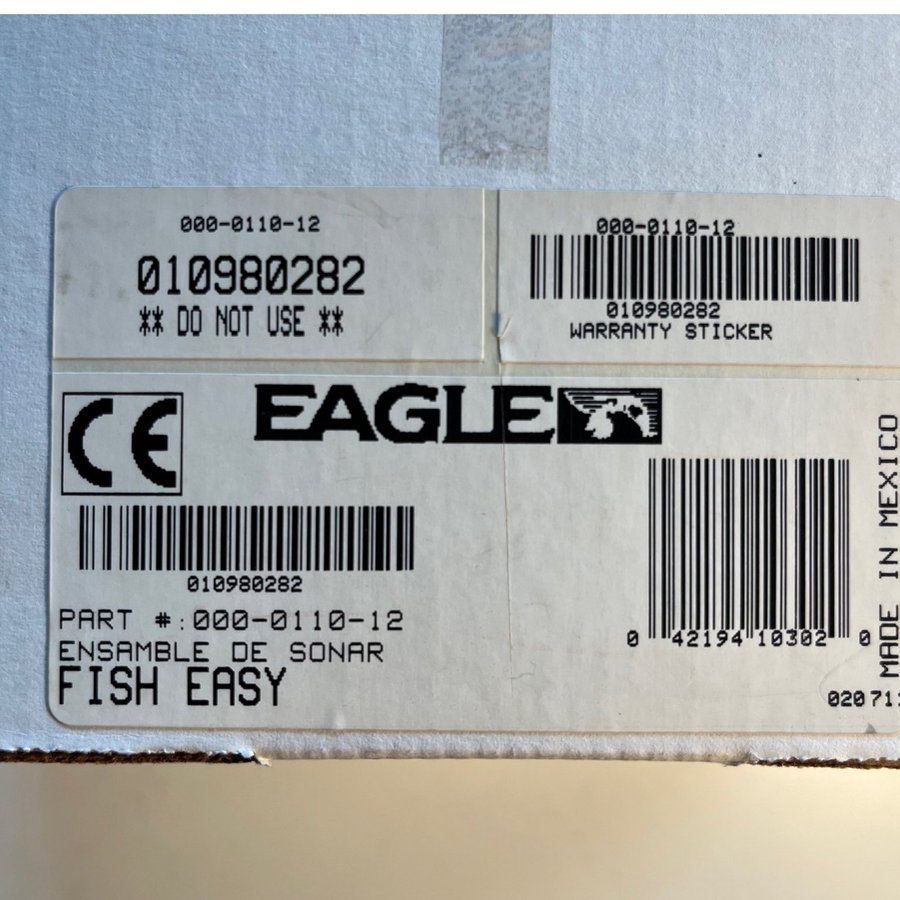 000-0110-12
010980282
** DO NOT USE **
000-0110-12
010980282
WARRANTY STICKER
CE
EAGLE
010980282
PART #:000-0110-12
ENSAMBLE DE SONAR
FISH EASY
0 42194 10302 0
MADE IN MEXICO